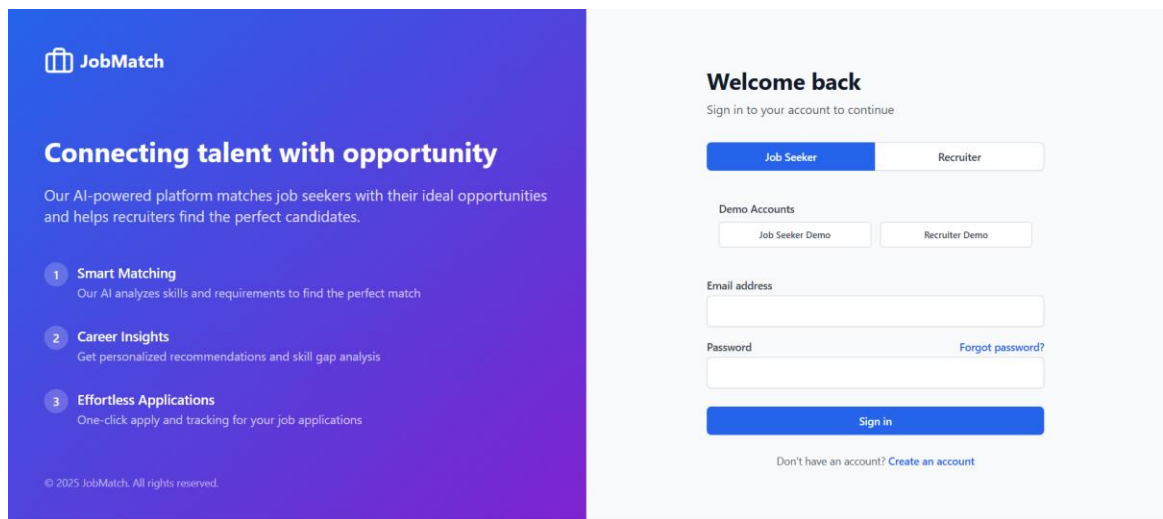 JobMatch
Connecting talent with opportunity
Our AI-powered platform matches job seekers with their ideal opportunities
and helps recruiters find the perfect candidates.
1 Smart Matching
Our AI analyzes skills and requirements to find the perfect match
2 Career Insights
Get personalized recommendations and skill gap analysis
3 Effortless Applications
One-click apply and tracking for your job applications
© 2025 JobMatch. All rights reserved.
Welcome back
Sign in to your account to continue
Job Seeker Recruiter
Demo Accounts
Job Seeker Demo Recruiter Demo
Email address
Password Forgot password?
Sign in
Don't have an account? Create an account